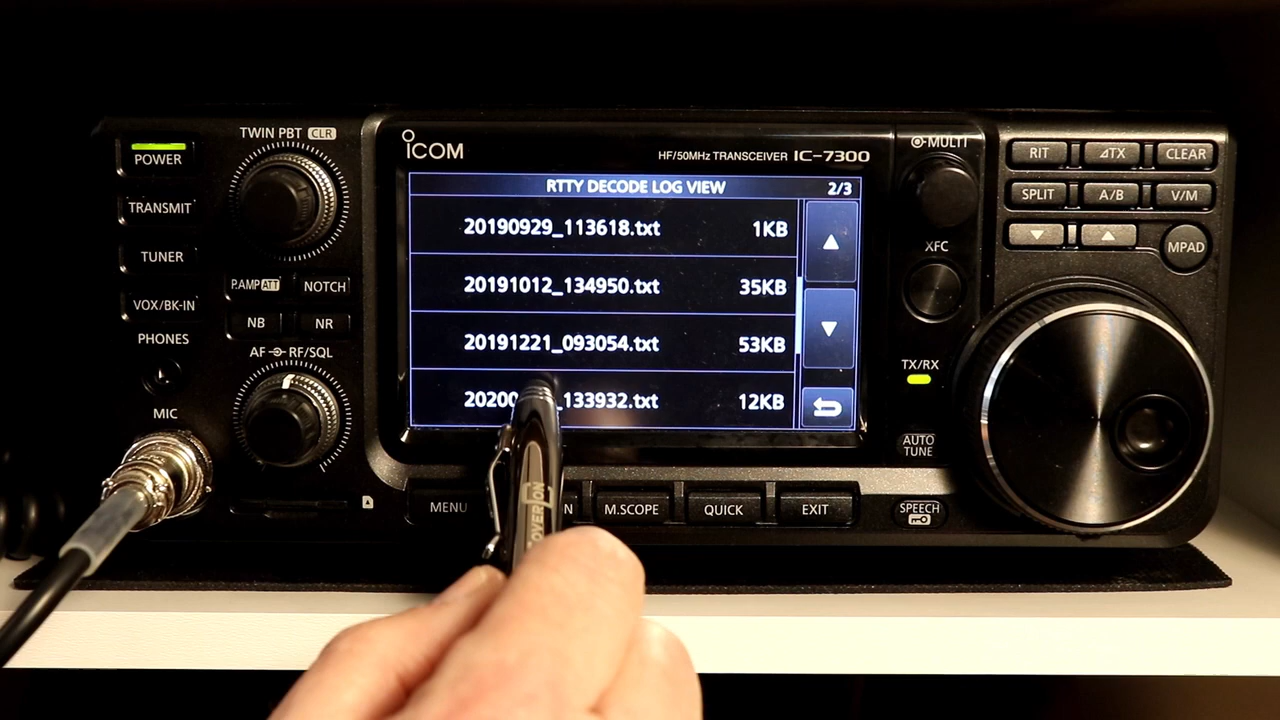 TWIN PBT CLR
POWER
TRANSMIT
TUNER
VOX/BK-IN
PHONES
MIC
P.AMP ATT
NOTCH
NB
NR
AF RF/SQL
ICOM
HF/50MHz TRANSCEIVER IC-7300
RTTY DECODE LOG VIEW 2/3
20190929_113618.txt 1KB
20191012_134950.txt 35KB
20191221_093054.txt 53KB
2020 _133932.txt 12KB
MENU
N
M.SCOPE
QUICK
EXIT
MULTI
XFC
TX/RX
AUTO
TUNE
SPEECH
RIT
⊿TX
CLEAR
SPLIT
A/B
V/M
MPAD